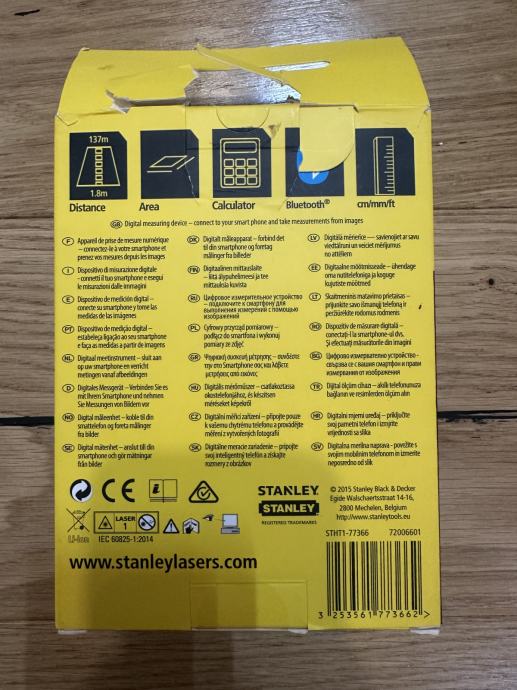 137m
1.8m
Distance
Area
Calculator
Bluetooth®
cm/mm/ft
GB Digital measuring device – connect to your smart phone and take measurements from images
F Appareil de prise de mesure numérique
– connectez-le à votre smartphone et
prenez vos mesures depuis les images
I Dispositivo di misurazione digitale
- connetti il tuo smartphone e esegui
le misurazioni dalle immagini
E Dispositivo de medición digital –
conecte su smartphone y tome las
medidas de las imágenes
PT Dispositivo de medição digital –
estabeleça ligação ao seu smartphone
e faça as medidas a partir de imagens
NL Digitaal meetinstrument – sluit aan
op uw smartphone en verricht
metingen vanaf afbeeldingen
D Digitales Messgerät – Verbinden Sie es
mit Ihrem Smartphone und nehmen
Sie Messungen von Bildern vor
NO Digital måleenhet – koble til din
smattelefon og foreta målinger
fra bilder
SE Digital mätenhet – anslut till din
smartphone och gör mätningar
från bilder
DK Digitalt måleapparat – forbind det
til din smartphone og foretag
målinger fra billeder
FIN Digitaalinen mittauslaite
– liitä älypuhelimeesi ja tee
mittauksia kuvista
RU Цифровое измерительное устройство
– подключите к смартфону для
выполнения измерений с помощью
изображений
PL Cyfrowy przyrząd pomiarowy –
podłącz do smartfona i wykonuj
pomiary ze zdjęć
GR Ψηφιακή συσκευή μέτρησης – συνδέστε
την στο Smartphone σας και λάβετε
μετρήσεις από εικόνες
HU Digitális mérőműszer – csatlakoztassa
okostelefonjához, és készítsen
méréseket képekről
CZ Digitální měřicí zařízení – připojte pouze
k vašemu chytrému telefonu a provádějte
měření z vytvořených fotografií
SK Digitálne meracie zariadenie – pripojte
svoj inteligentný telefón a získajte
rozmery z obrázkov
LV Digitālā mērierīce –– savienojiet ar savu
viedtālruni un veiciet mērījumus
no attēliem
EE Digitaalne mõõtmisseade – ühendage
oma nutitelefoniga ja koguge
kujutiste mõõtmed
LT Skaitmeninis matavimo prietaisas –
prijunkite savo išmanųjį telefoną ir
peržiūrėkite rodomus rodmenis
RO Dispozitiv de măsurare digitală –
conectați-l la smartphone-ul dvs.
Și efectuați măsurătorile din imagini
BG Цифрово измервателно устройство -
свързва се с вашия смартфон и прави
измервания от изображения
TR Dijital ölçüm cihazı – akıllı telefonunuza
bağlanın ve resimlerden ölçüm alın
HR Digitalni mjerni uređaj – priključite
svoj pametni telefon i izmjerite
vrijednosti sa slika
SV Digitalna merilna naprava - povežite s
svojim mobilnim telefonom in izmerite
neposredno od slik
CE
Li-ion
LASER
1
IEC 60825-1:2014
STANLEY
STANLEY
REGISTERED TRADEMARKS
© 2015 Stanley Black & Decker
Egide Walschaertsstraat 14-16,
2800 Mechelen, Belgium
http://www.stanleytools.eu
STHT1-77366 72006601
www.stanleylasers.com
3 253561 773662 >